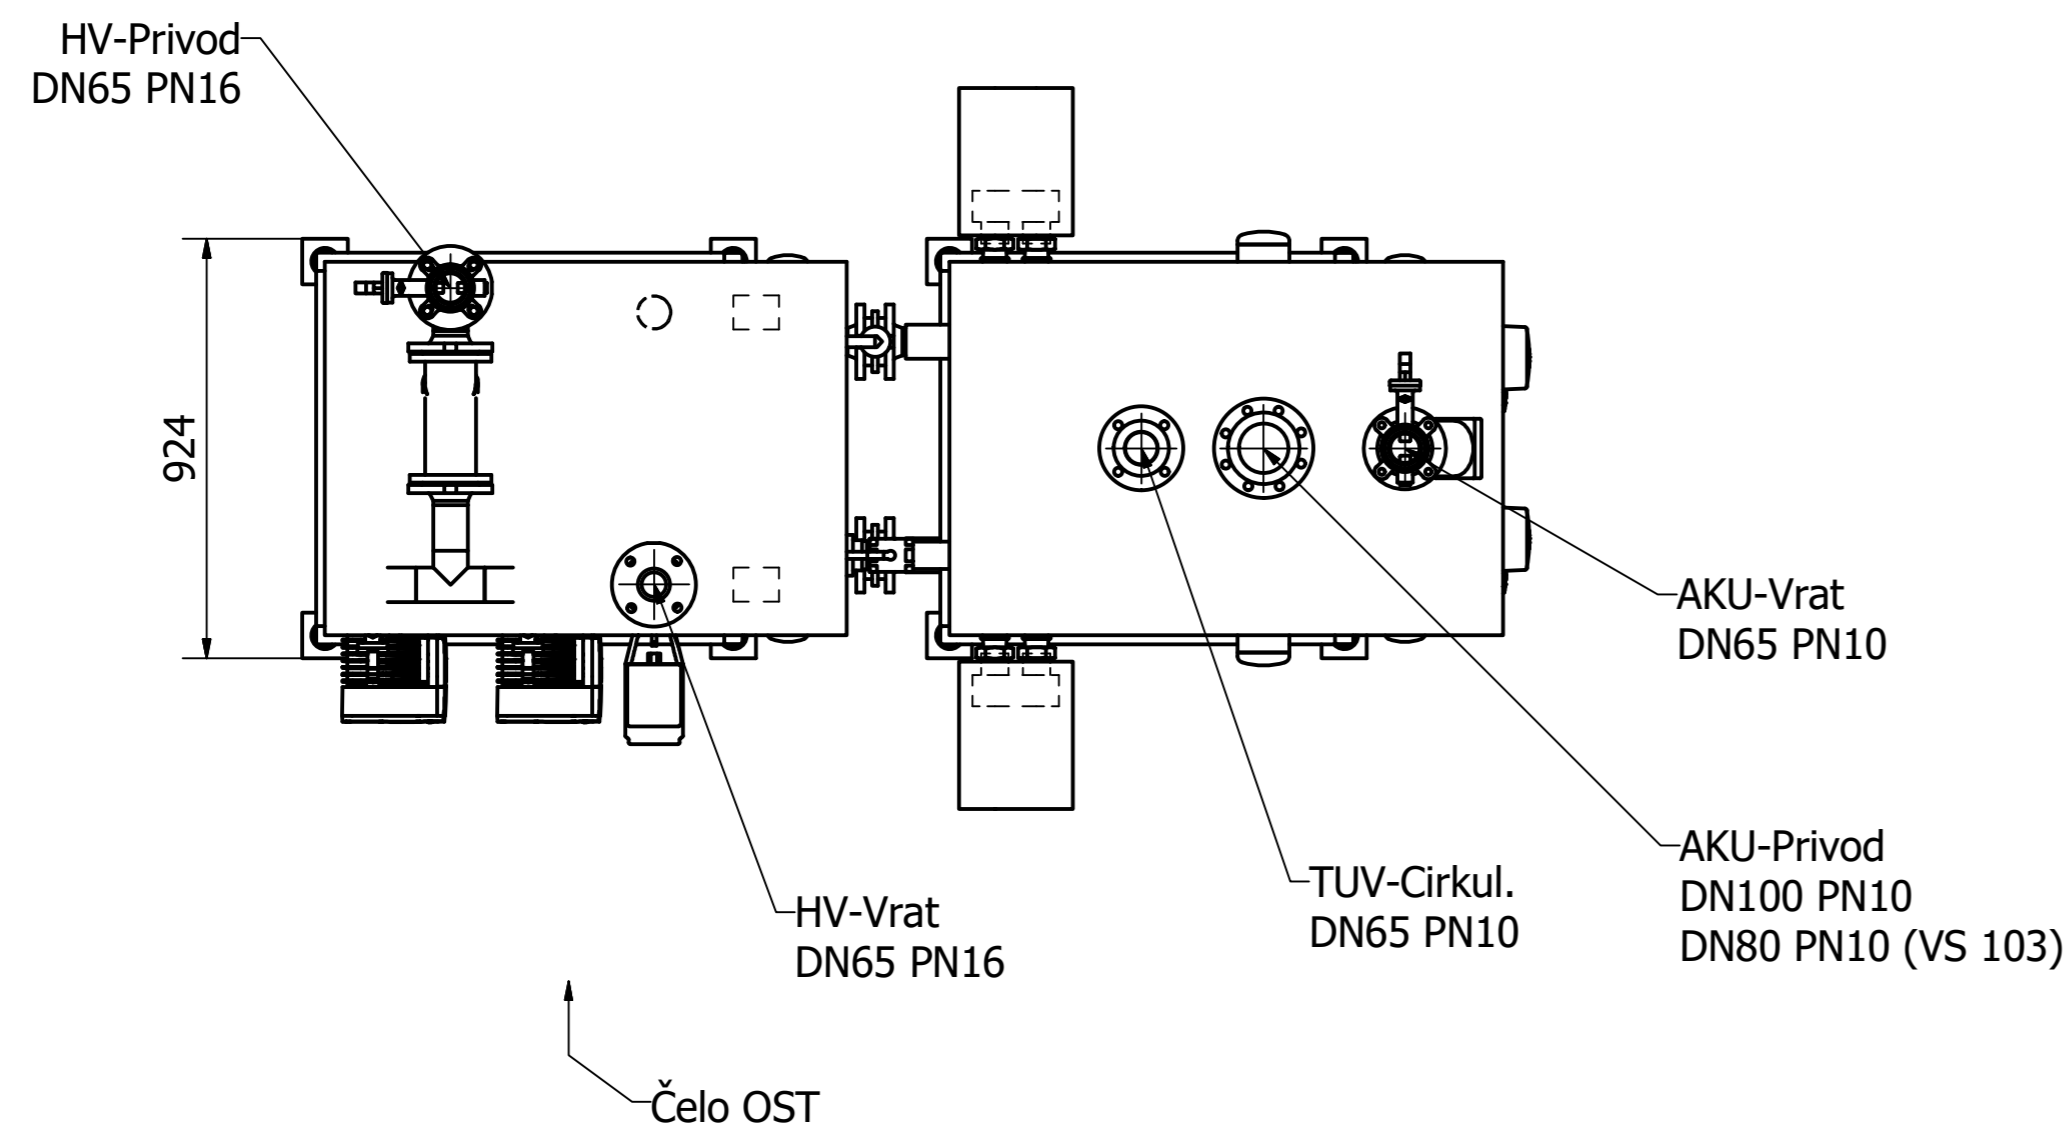 HV-Privod
DN65 PN16
924
AKU-Vrat
DN65 PN10
AKU-Privod
DN100 PN10
DN80 PN10 (VS 103)
TUV-Cirkul.
DN65 PN10
HV-Vrat
DN65 PN16
Čelo OST